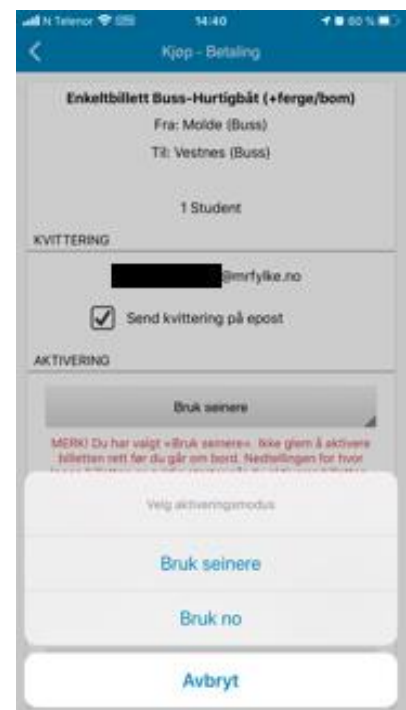 N Telenor
14:40
60 %
Kjøp - Betaling
Enkeltbillett Buss-Hurtigbåt (+ferge/bom)
Fra: Molde (Buss)
Til: Vestnes (Buss)
1 Student
KVITTERING
@mrfylke.no
Send kvittering på epost
AKTIVERING
Bruk seinere
MERK! Du har valgt «Bruk seinere». Ikke glem å aktivere
billetten rett før du går om bord. Nedtellingen for hvor
Velg aktiveringsmodus
Bruk seinere
Bruk no
Avbryt